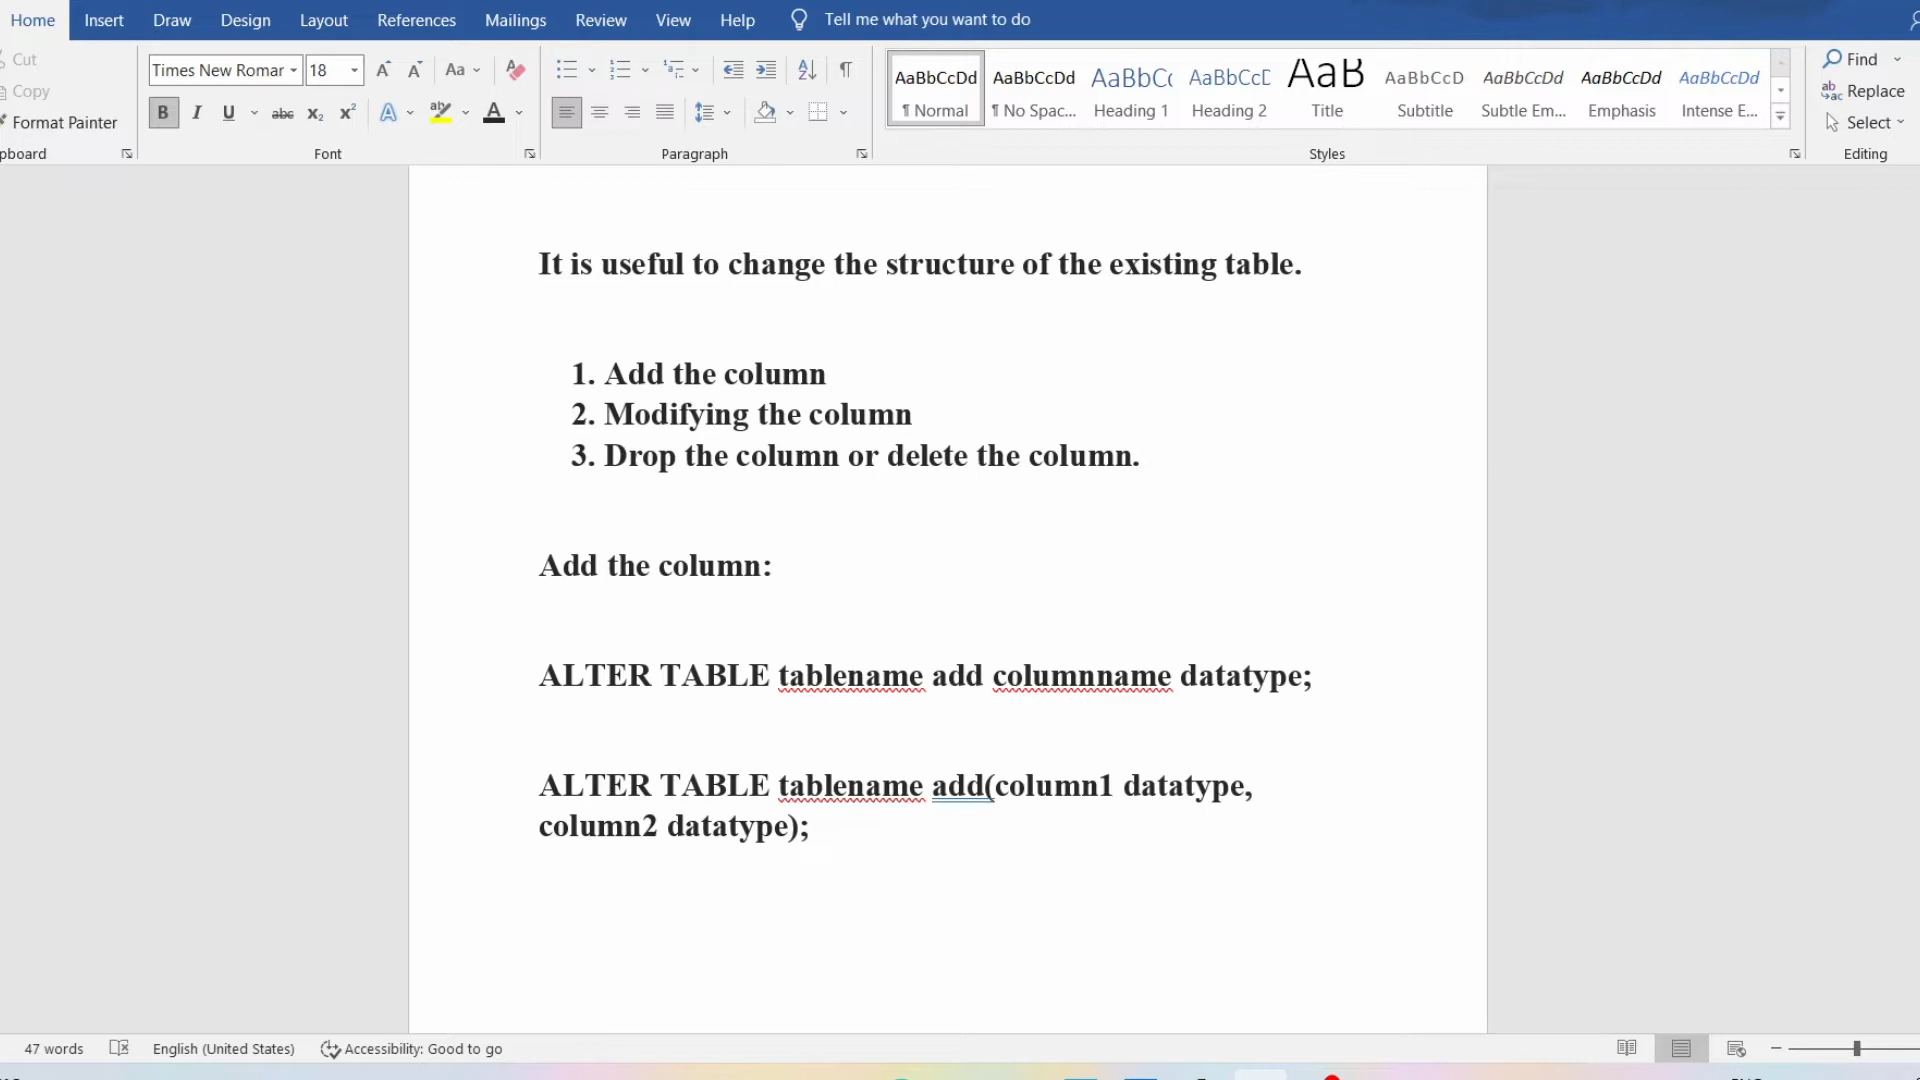 Home Insert Draw Design Layout References Mailings Review View Help Tell me what you want to do
Cut
Copy
Format Painter
pboard
Times New Romar 18 Aa
B I U abc x₂ x² A ab A
Font
Paragraph
AaBbCcDd AaBbCcDd AaBbC AaBbCcD AaB AaBbCcD AaBbCcDd AaBbCcDd AaBbCcDd
¶ Normal ¶ No Spac... Heading 1 Heading 2 Title Subtitle Subtle Em... Emphasis Intense E...
Styles
Find
Replace
Select
Editing
It is useful to change the structure of the existing table.
1. Add the column
2. Modifying the column
3. Drop the column or delete the column.
Add the column:
ALTER TABLE tablename add columnname datatype;
ALTER TABLE tablename add(column1 datatype,
column2 datatype);
47 words English (United States) Accessibility: Good to go